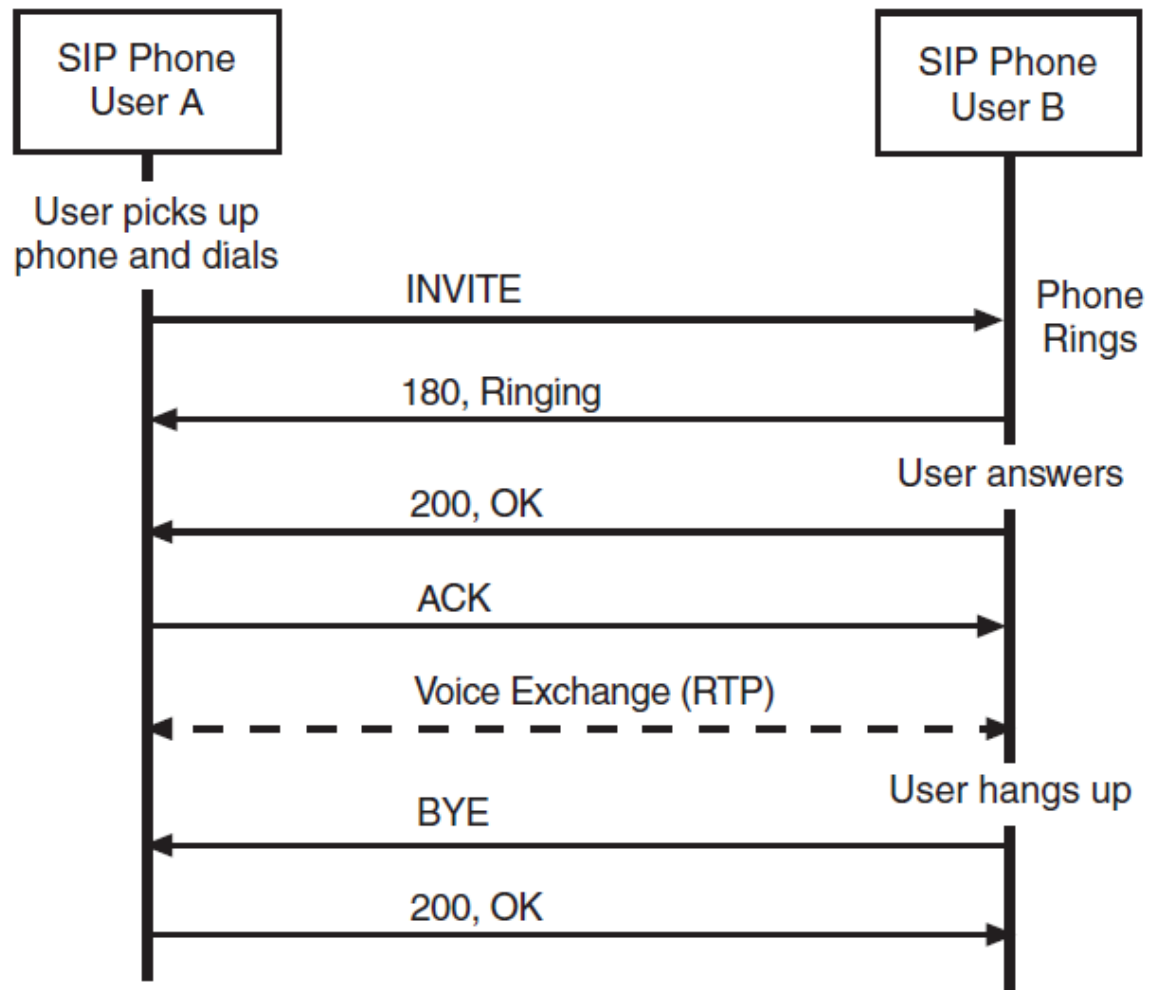 SIP Phone
User A
SIP Phone
User B
User picks up
phone and dials
INVITE
Phone
Rings
180, Ringing
User answers
200, OK
ACK
Voice Exchange (RTP)
User hangs up
BYE
200, OK